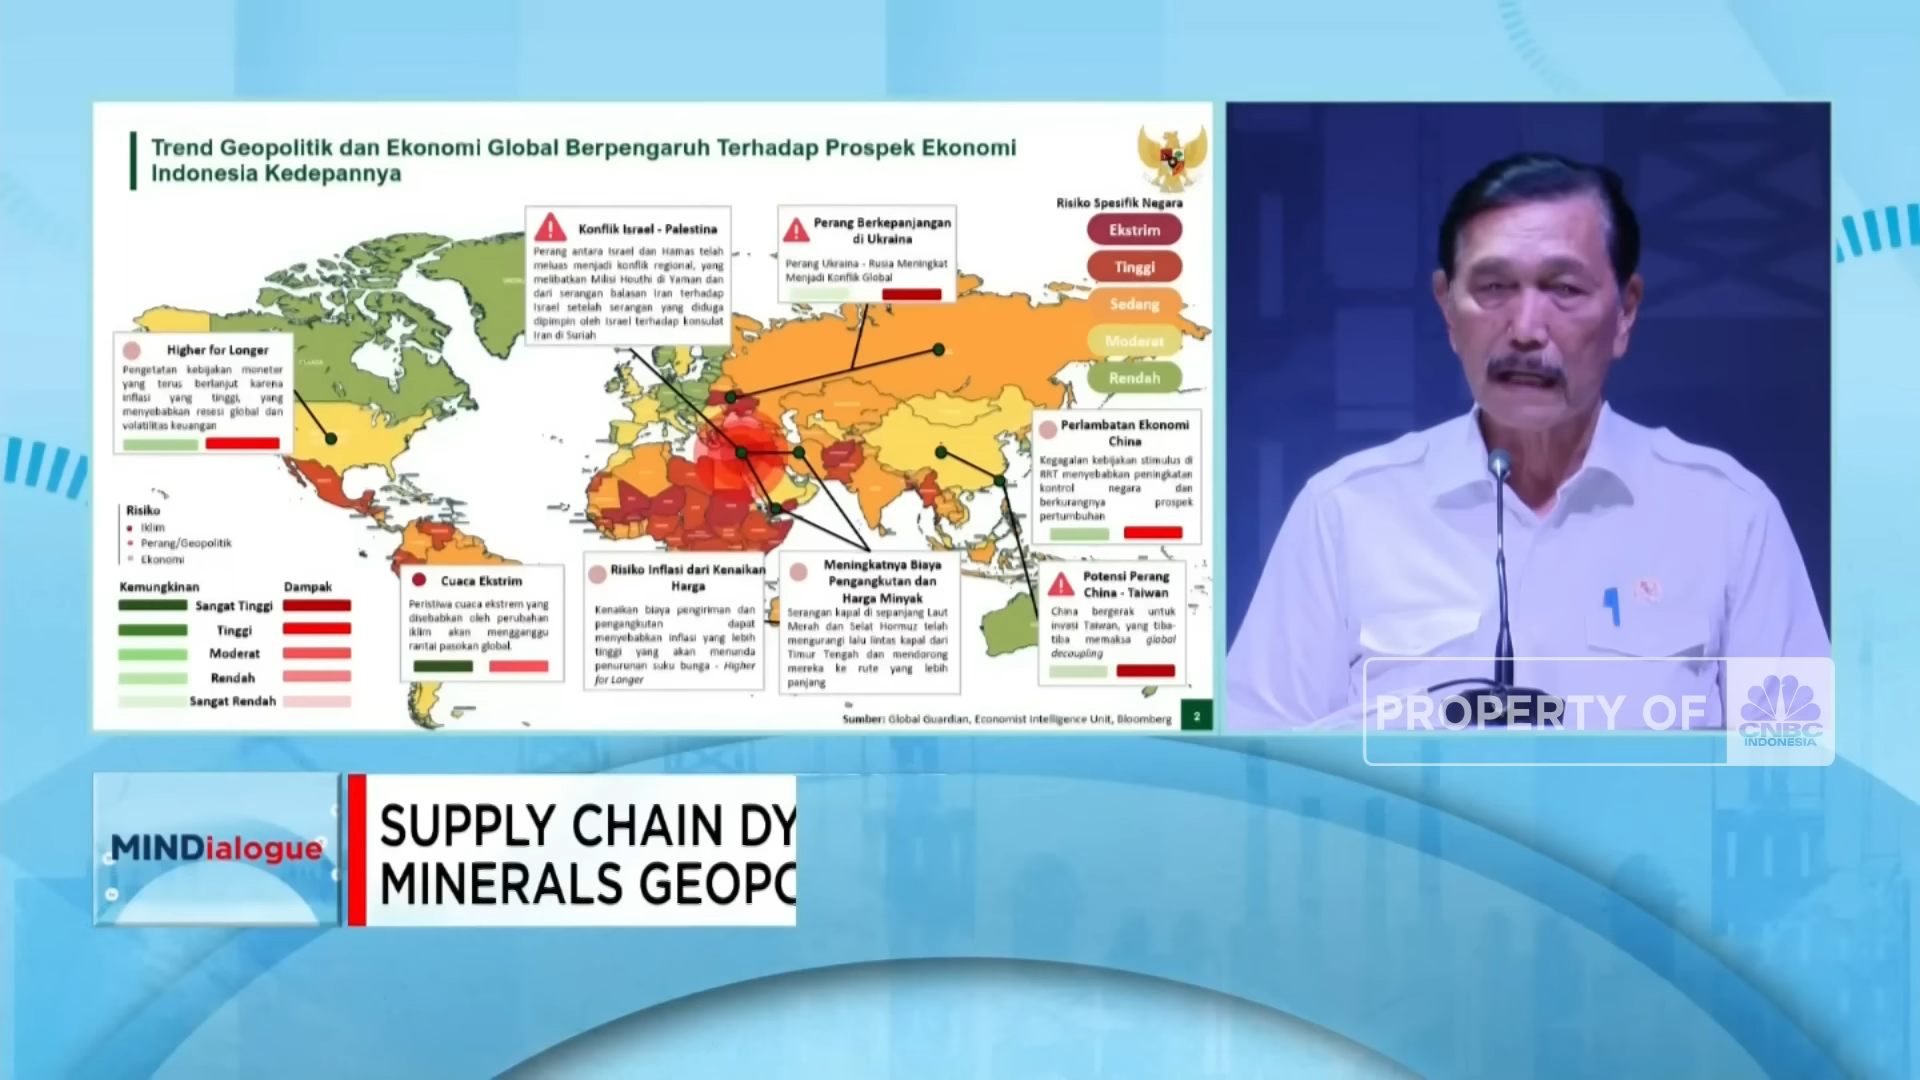 Trend Geopolitik dan Ekonomi Global Berpengaruh Terhadap Prospek Ekonomi
Indonesia Kedepannya
Risiko Spesifik Negara
Ekstrim
Tinggi
Sedang
Moderat
Rendah
Konflik Israel - Palestina
Perang antara Israel dan Hamas telah
meluas menjadi konflik regional, yang
melibatkan Milisi Houthi di Yaman dan
dari serangan balasan Iran terhadap
Israel setelah serangan yang diduga
dipimpin oleh Israel terhadap konsulat
Iran di Suriah
Perang Berkepanjangan
di Ukraina
Perang Ukraina - Rusia Meningkat
Menjadi Konflik Global
Higher for Longer
Pengetatan kebijakan moneter
yang terus berlanjut karena
inflasi yang tinggi, yang
menyebabkan resesi global dan
volatilitas keuangan
Perlambatan Ekonomi
China
Kegagalan kebijakan stimulus di
RRT menyebabkan peningkatan
kontrol negara dan
berkurangnya prospek
pertumbuhan
Risiko
Iklim
Perang/Geopolitik
Ekonomi
Kemungkinan Dampak
Sangat Tinggi
Tinggi
Moderat
Rendah
Sangat Rendah
Cuaca Ekstrim
Peristiwa cuaca ekstrem yang
disebabkan oleh perubahan
iklim akan mengganggu
rantai pasokan global.
Risiko Inflasi dari Kenaikan
Harga
Kenaikan biaya pengiriman dan
pengangkutan dapat
menyebabkan inflasi yang lebih
tinggi yang akan menunda
penurunan suku bunga - Higher
for Longer
Meningkatnya Biaya
Pengangkutan dan
Harga Minyak
Serangan kapal di sepanjang Laut
Merah dan Selat Hormuz telah
mengurangi lalu lintas kapal dari
Timur Tengah dan mendorong
mereka ke rute yang lebih
panjang
Potensi Perang
China - Taiwan
China bergerak untuk
invasi Taiwan, yang tiba-
tiba memaksa global
decoupling
Sumber: Global Guardian, Economist Intelligence Unit, Bloomberg
2
PROPERTY OF
CNBC
INDONESIA
MINDialogue
SUPPLY CHAIN DY
MINERALS GEOPO